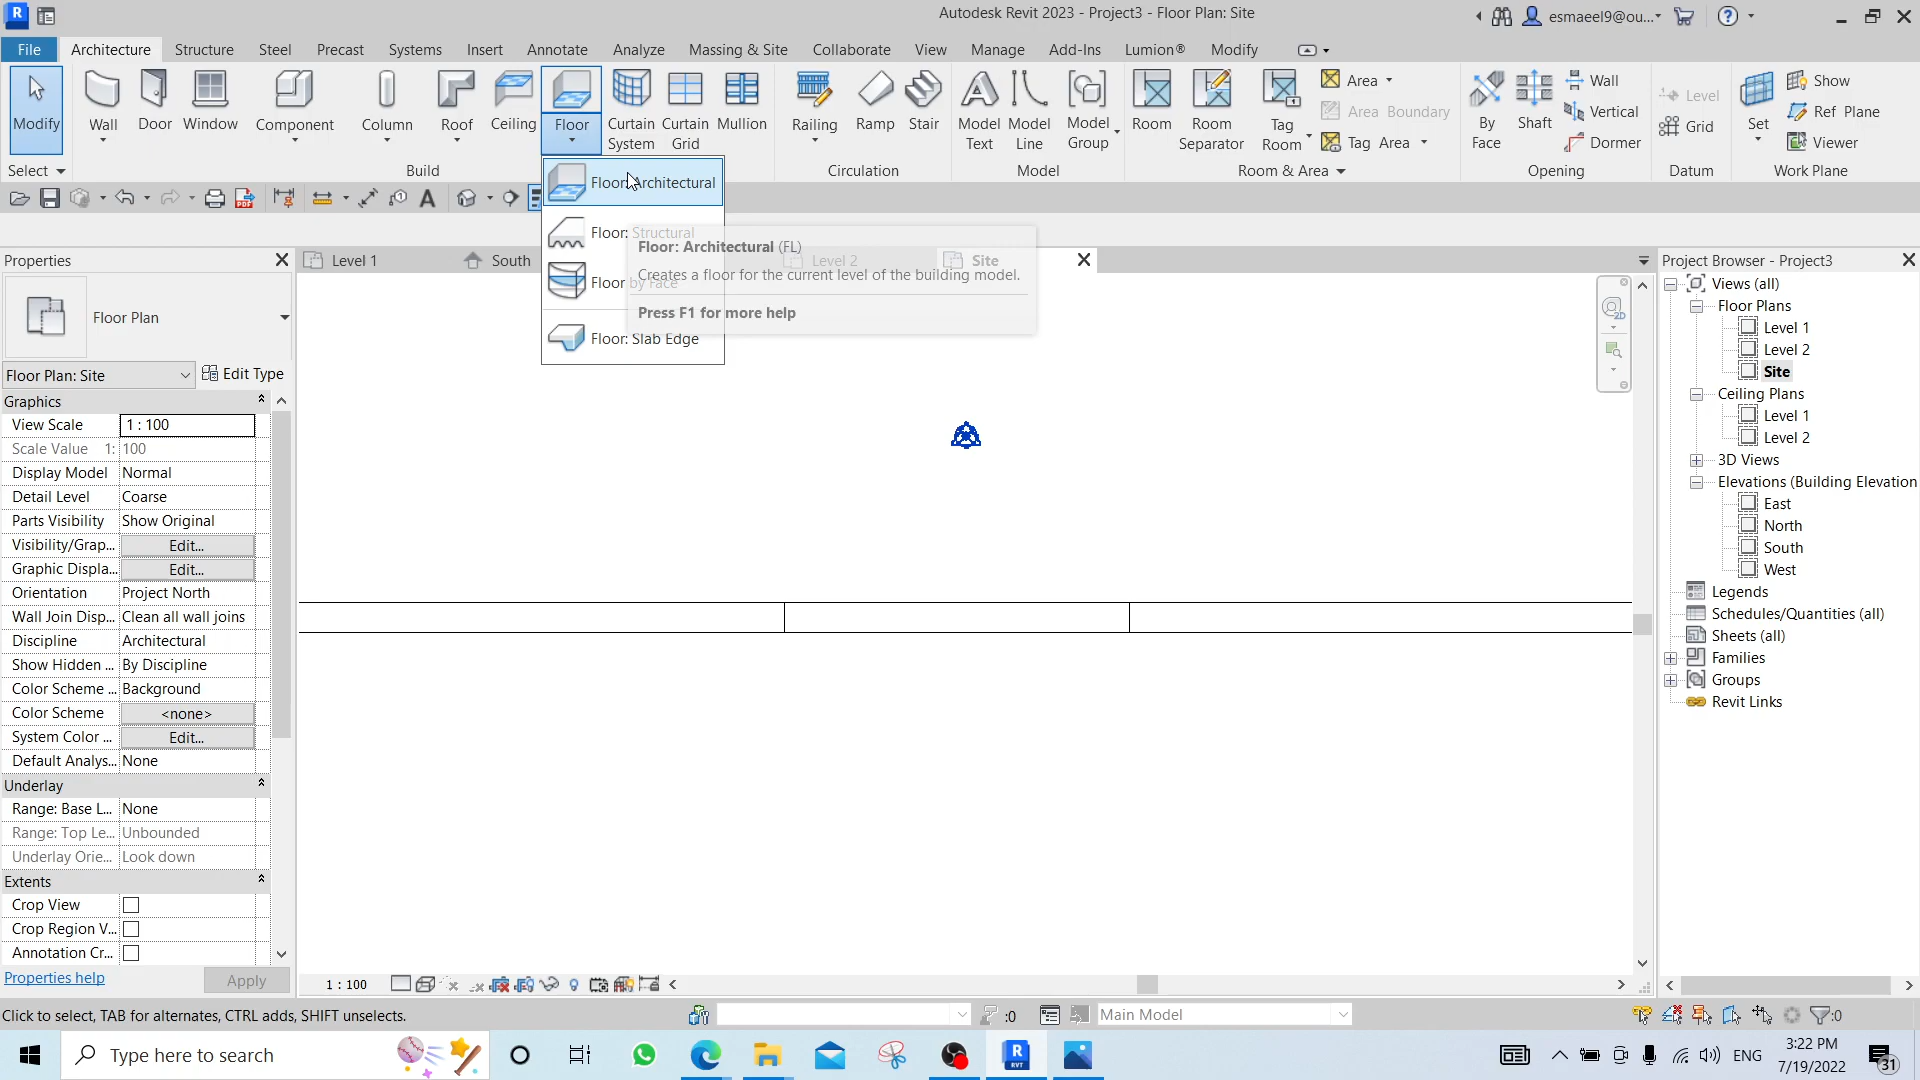 Autodesk Revit 2023 - Project3 - Floor Plan: Site
esmaeel9@ou...
File
Architecture
Structure
Steel
Precast
Systems
Insert
Annotate
Analyze
Massing & Site
Collaborate
View
Manage
Add-Ins
Lumion®
Modify
Modify
Wall
Door
Window
Component
Column
Roof
Ceiling
Floor
Curtain System
Curtain Grid
Mullion
Railing
Ramp
Stair
Model Text
Model Line
Model Group
Room
Room Separator
Tag Room
Area
Area Boundary
Tag Area
By Face
Shaft
Wall
Vertical
Dormer
Level
Grid
Set
Show
Ref Plane
Viewer
Select
Build
Circulation
Model
Room & Area
Opening
Datum
Work Plane
Floor: Architectural
Floor: Structural
Floor by Face
Floor: Slab Edge
Floor: Architectural (FL)
Creates a floor for the current level of the building model.
Press F1 for more help
Level 1
South
Level 2
Site
Properties
Floor Plan
Floor Plan: Site
Edit Type
Graphics
View Scale 1 : 100
Scale Value 1: 100
Display Model Normal
Detail Level Coarse
Parts Visibility Show Original
Visibility/Grap... Edit...
Graphic Displa... Edit...
Orientation Project North
Wall Join Disp... Clean all wall joins
Discipline Architectural
Show Hidden ... By Discipline
Color Scheme ... Background
Color Scheme <none>
System Color ... Edit...
Default Analys... None
Underlay
Range: Base L... None
Range: Top Le... Unbounded
Underlay Orie... Look down
Extents
Crop View
Crop Region V...
Annotation Cr...
Properties help
Apply
2D
Project Browser - Project3
Views (all)
Floor Plans
Level 1
Level 2
Site
Ceiling Plans
Level 1
Level 2
3D Views
Elevations (Building Elevation
East
North
South
West
Legends
Schedules/Quantities (all)
Sheets (all)
Families
Groups
Revit Links
1 : 100
Click to select, TAB for alternates, CTRL adds, SHIFT unselects.
:0
Main Model
:0
Type here to search
ENG
3:22 PM
7/19/2022
31